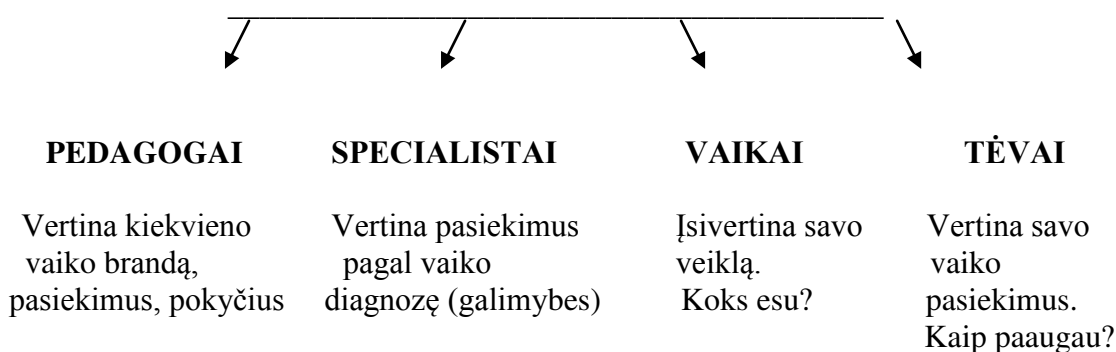 PEDAGOGAI
Vertina kiekvieno
vaiko brandą,
pasiekimus, pokyčius
SPECIALISTAI
Vertina pasiekimus
pagal vaiko
diagnozę (galimybes)
VAIKAI
Įsivertina savo
veiklą.
Koks esu?
TĖVAI
Vertina savo
vaiko
pasiekimus.
Kaip paaugau?